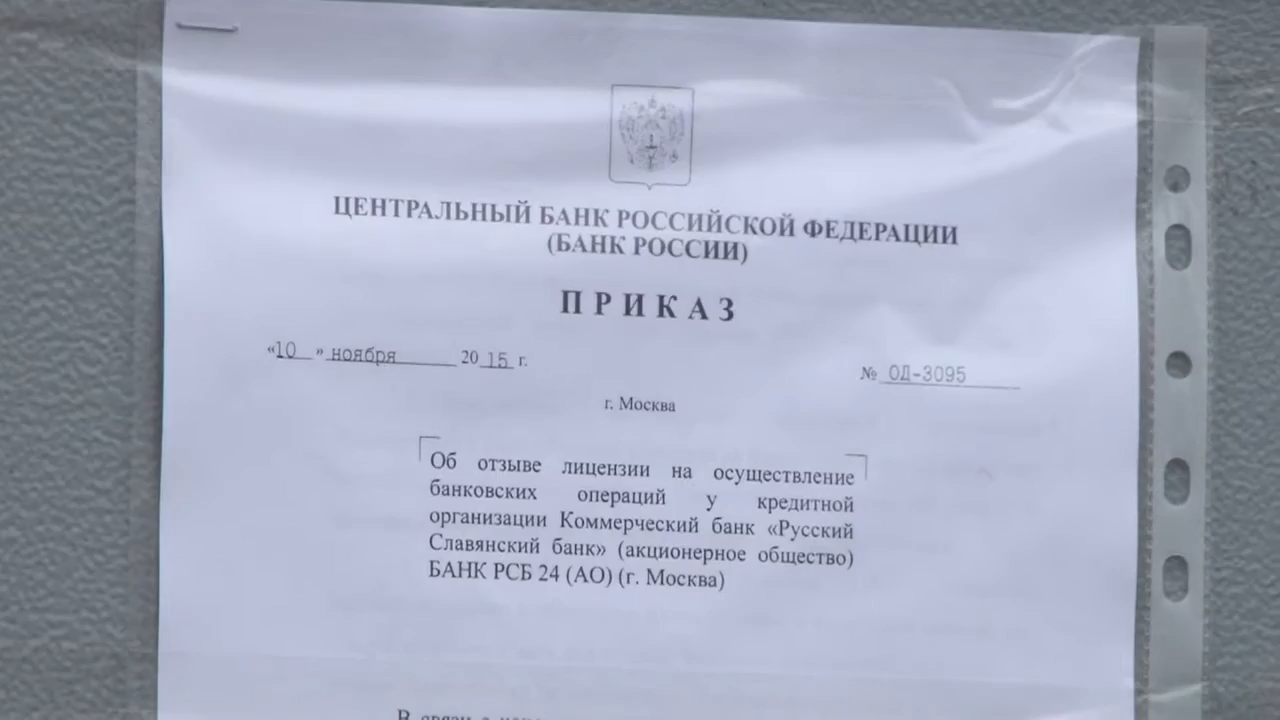 ЦЕНТРАЛЬНЫЙ БАНК РОССИЙСКОЙ ФЕДЕРАЦИИ
(БАНК РОССИИ)
ПРИКАЗ
«10» ноября 2015 г.
№ ОД-3095
г. Москва
Об отзыве лицензии на осуществление
банковских операций у кредитной
организации Коммерческий банк «Русский
Славянский банк» (акционерное общество)
БАНК РСБ 24 (АО) (г. Москва)
В связи с